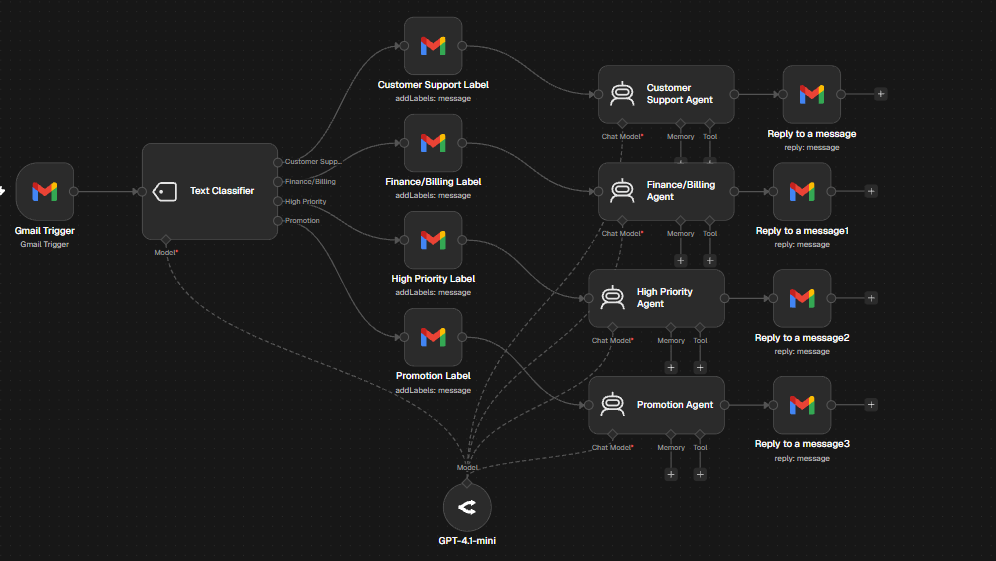 Customer Support Label
addLabels: message
Customer
Support Agent
Chat Model*
Memory
Tool
Reply to a message
reply: message
Gmail Trigger
Gmail Trigger
Text Classifier
Model*
Customer Supp...
Finance/Billing
High Priority
Promotion
Finance/Billing Label
addLabels: message
Finance/Billing
Agent
Chat Model*
Memory
Tool
Reply to a message1
reply: message
High Priority Label
addLabels: message
High Priority
Agent
Chat Model*
Memory
Tool
Reply to a message2
reply: message
Promotion Label
addLabels: message
Promotion Agent
Chat Model*
Memory
Tool
Reply to a message3
reply: message
Model
GPT-4.1-mini